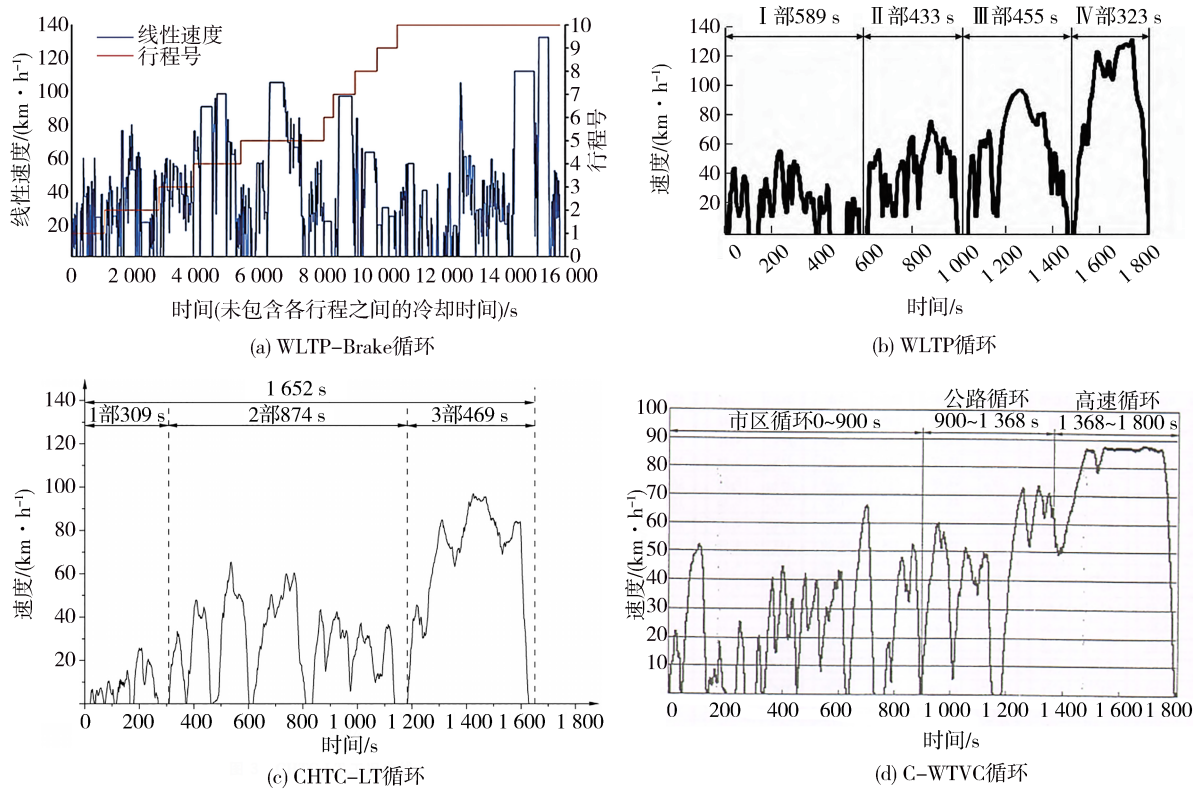 线性速度
行程号
140
120
100
80
60
40
20
线性速度/(km·h⁻¹)
10
9
8
7
6
5
4
3
2
1
0
行程号
0 2 000 4 000 6 000 8 000 10 000 12 000 14 000 16 000
时间(未包含各行程之间的冷却时间)/s
(a) WLTP-Brake循环
Ⅰ部589 s Ⅱ部433 s Ⅲ部455 s Ⅳ部323 s
140
120
100
80
60
40
20
速度/(km·h⁻¹)
0 200 400 600 800 1 000 1 200 1 400 1 600 1 800
时间/s
(b) WLTP循环
1 652 s
1部309 s 2部874 s 3部469 s
140
120
100
80
60
40
20
速度/(km·h⁻¹)
0 200 400 600 800 1 000 1 200 1 400 1 600 1 800
时间/s
(c) CHTC-LT循环
公路循环 高速循环
市区循环0~900 s 900~1 368 s 1 368~1 800 s
100
90
80
70
60
50
40
30
20
10
速度/(km·h⁻¹)
0 200 400 600 800 1 000 1 200 1 400 1 600 1 800
时间/s
(d) C-WTVC循环